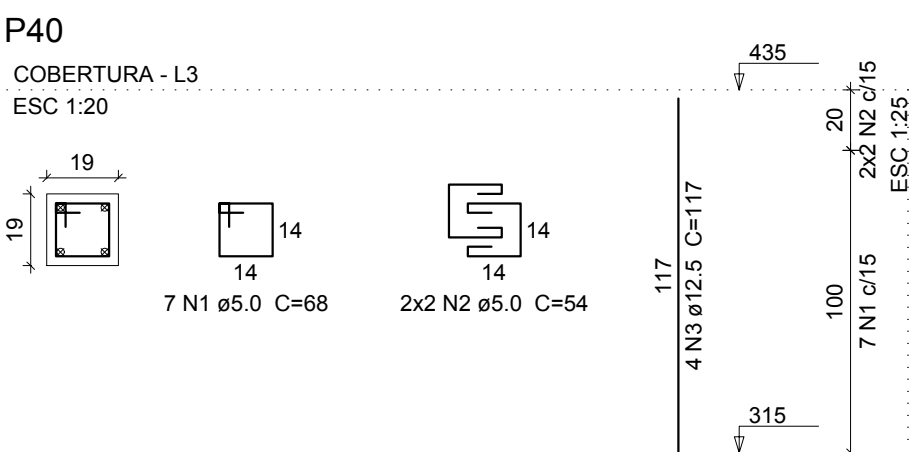 P40
COBERTURA - L3
ESC 1:20
19
19
14
14
7 N1 ø5.0 C=68
14
14
2x2 N2 ø5.0 C=54
117
4 N3 ø12.5 C=117
435
315
20
2x2 N2 c/15
100
7 N1 c/15
ESC 1:25